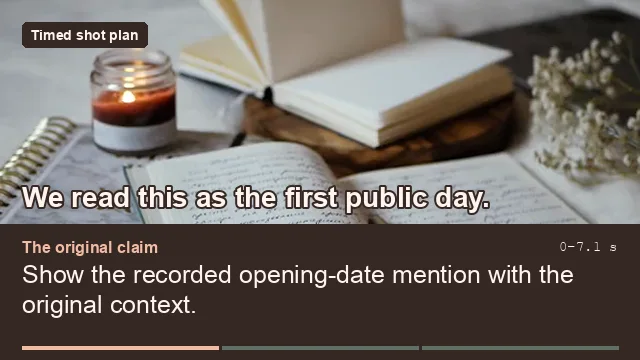 Timed shot plan
We read this as the first public day.
The original claim
0–7.1 s
Show the recorded opening-date mention with the
original context.